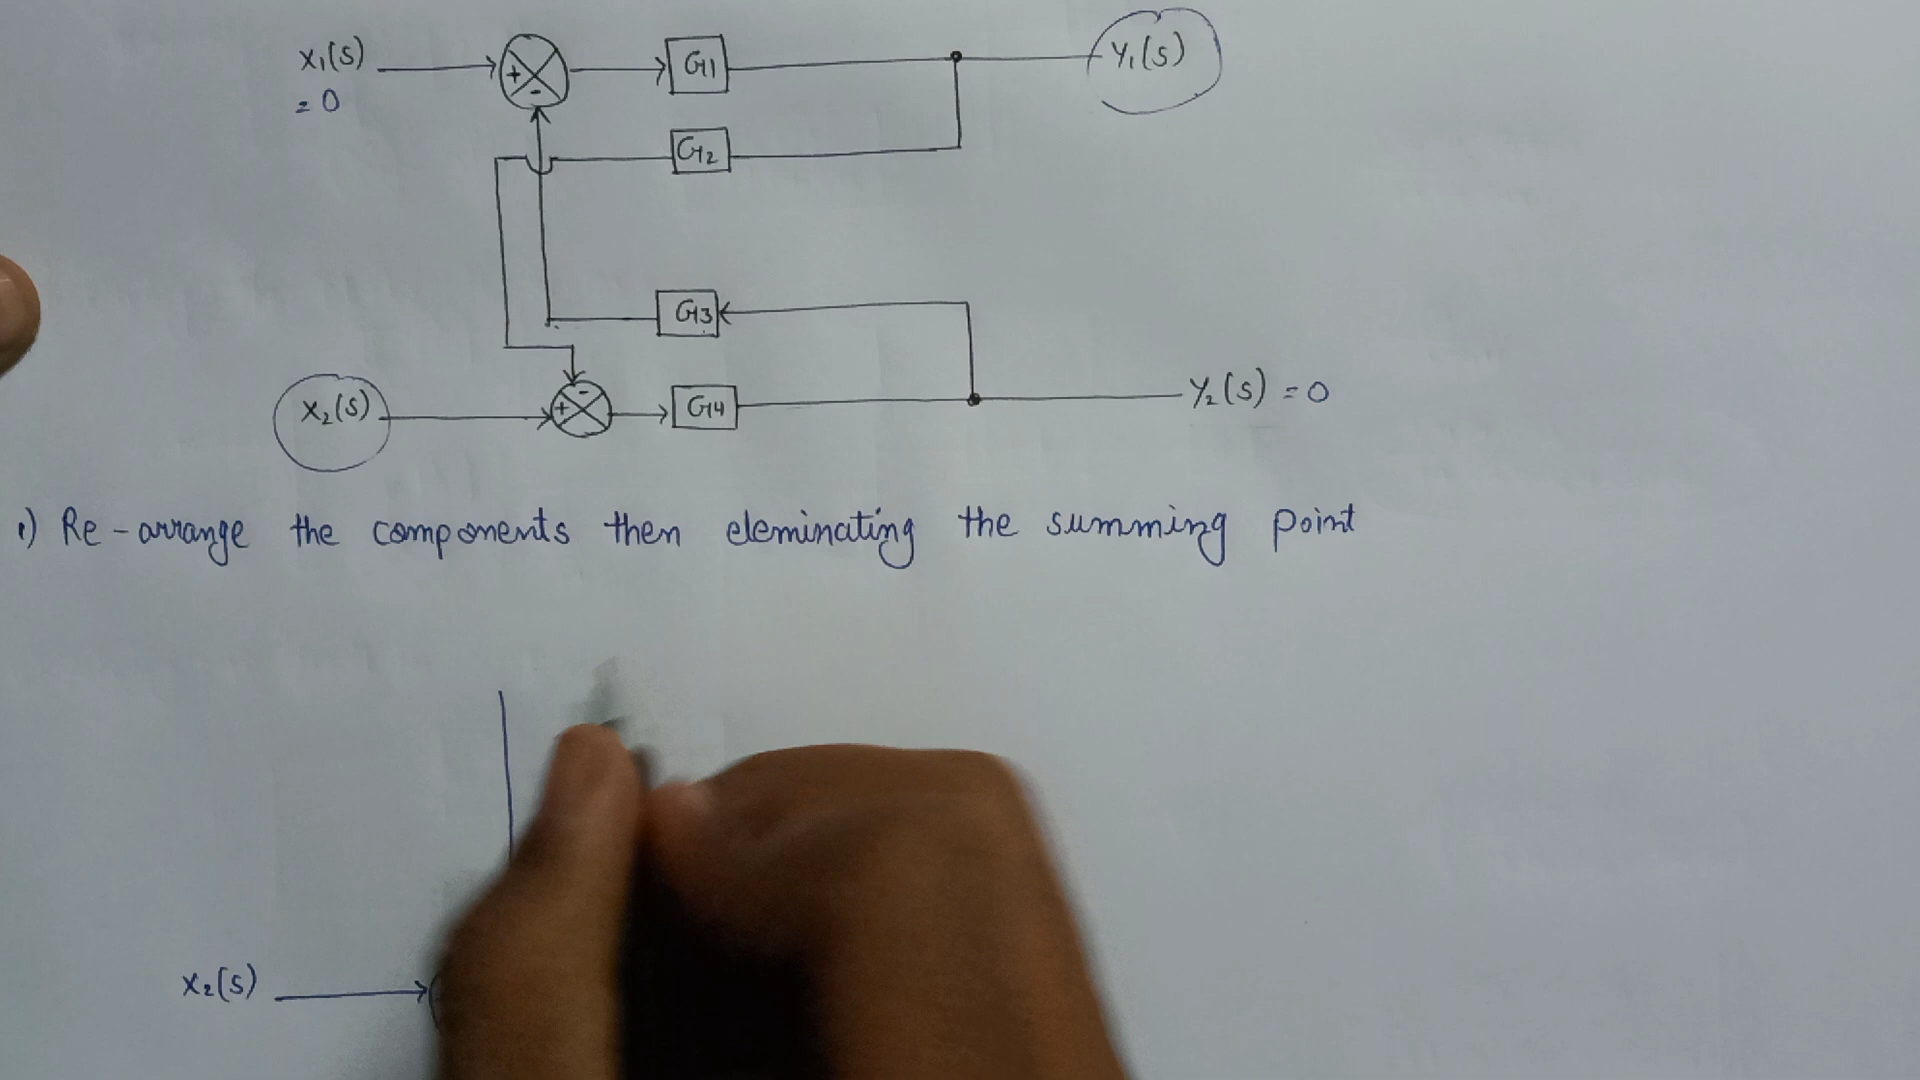 X₁(S)
= 0
+
-
G1
Y₁(S)
G2
G3
X₂(S)
+
-
G4
Y₂(S) = 0
1) Re-arrange the components then eleminating the summing point
X₂(S)